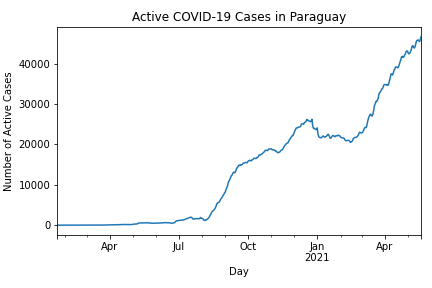 Active COVID-19 Cases in Paraguay
Number of Active Cases
40000
30000
20000
10000
0
Apr
Jul
Oct
Jan
2021
Apr
Day